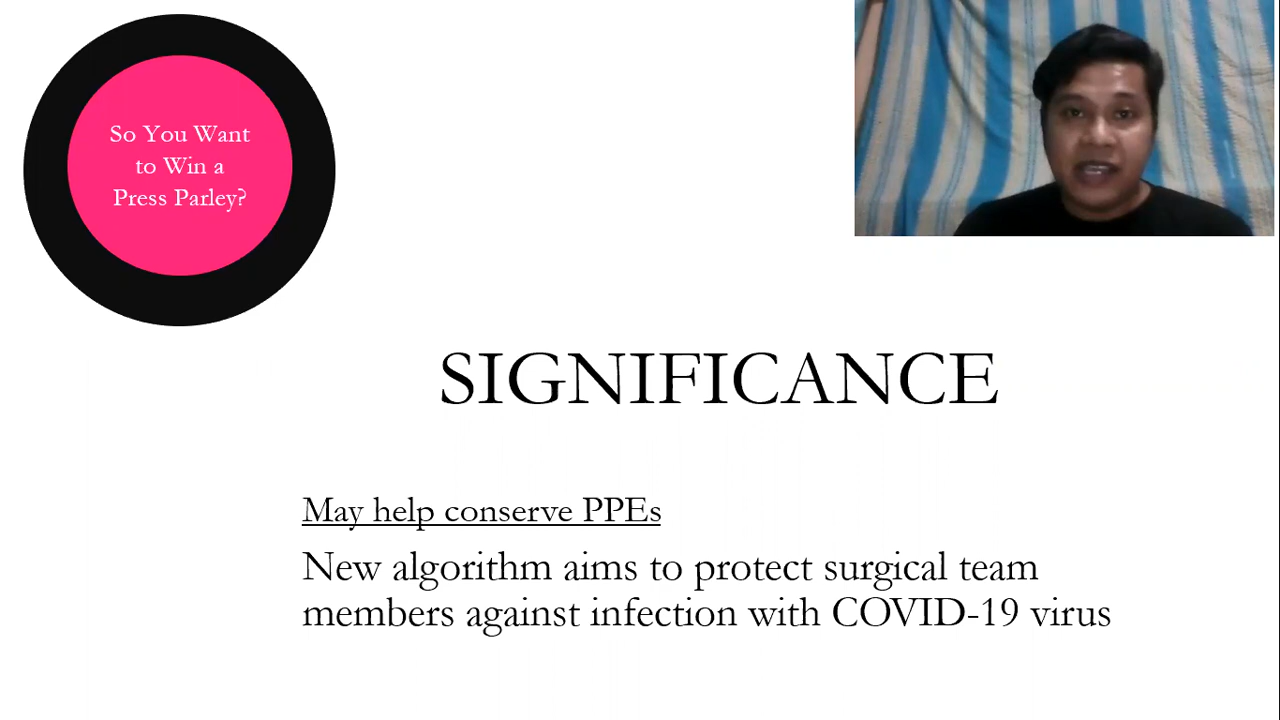 So You Want
to Win a
Press Parley?
SIGNIFICANCE
May help conserve PPEs
New algorithm aims to protect surgical team
members against infection with COVID-19 virus